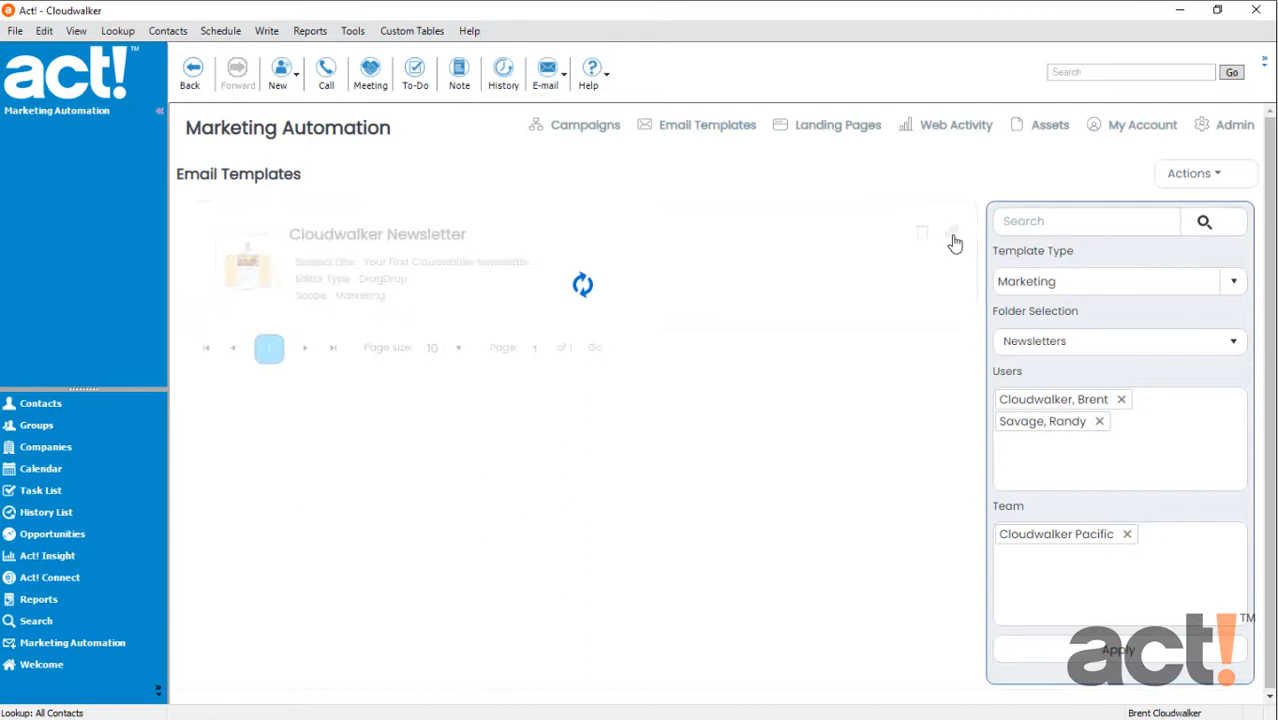 Act! - Cloudwalker
File Edit View Lookup Contacts Schedule Write Reports Tools Custom Tables Help
act!™
Marketing Automation
Back Forward New Call Meeting To-Do Note History E-mail Help
Search Go
Marketing Automation
Campaigns Email Templates Landing Pages Web Activity Assets My Account Admin
Email Templates
Actions
Cloudwalker Newsletter
Subject title: Your First Cloudwalker Newsletter...
Editor Type DragDrop
Scope Marketing
1 Page size: 10 Page: 1 of 1 Go
Search
Template Type
Marketing
Folder Selection
Newsletters
Users
Cloudwalker, Brent
Savage, Randy
Team
Cloudwalker Pacific
Apply
act!™
Contacts
Groups
Companies
Calendar
Task List
History List
Opportunities
Act! Insight
Act! Connect
Reports
Search
Marketing Automation
Welcome
Lookup: All Contacts
Brent Cloudwalker